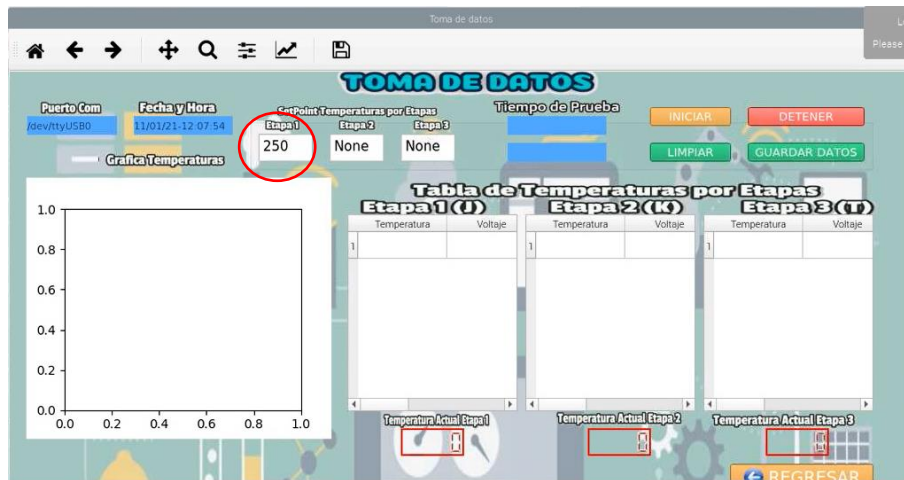 Toma de datos
Lo
Please
TOMA DE DATOS
Puerto Com
Fecha y Hora
SetPoint Temperaturas por Etapas
Tiempo de Prueba
/dev/ttyUSB0
11/01/21-12:07:54
Etapa 1
Etapa 2
Etapa 3
INICIAR
DETENER
250
None
None
LIMPIAR
GUARDAR DATOS
Grafica Temperaturas
Tabla de Temperaturas por Etapas
Etapa 1 (J)
Etapa 2 (K)
Etapa 3 (T)
Temperatura Voltaje
Temperatura Voltaje
Temperatura Voltaje
1
1
1
1.0
0.8
0.6
0.4
0.2
0.0
0.0 0.2 0.4 0.6 0.8 1.0
Temperatura Actual Etapa 1
Temperatura Actual Etapa 2
Temperatura Actual Etapa 3
0
0
0
REGRESAR